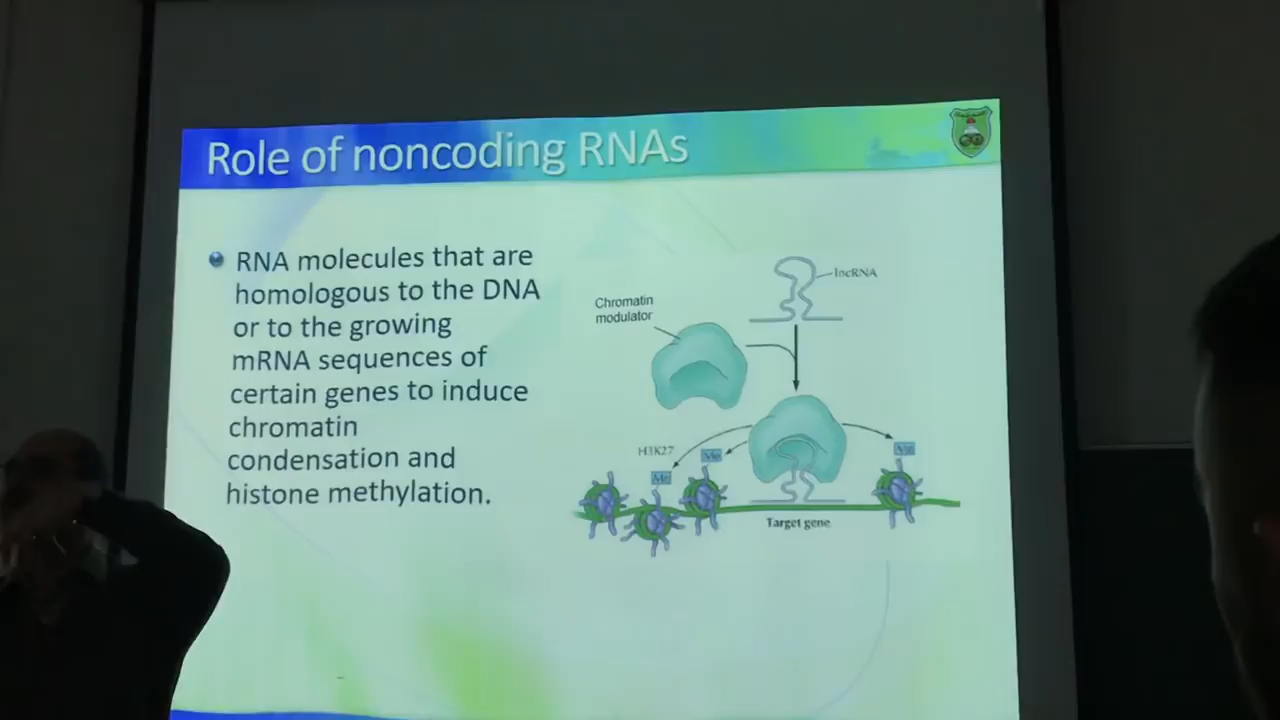 Role of noncoding RNAs
RNA molecules that are
homologous to the DNA
or to the growing
mRNA sequences of
certain genes to induce
chromatin
condensation and
histone methylation.
lncRNA
Chromatin
modulator
H3K27
Me
Me
Me
Target gene